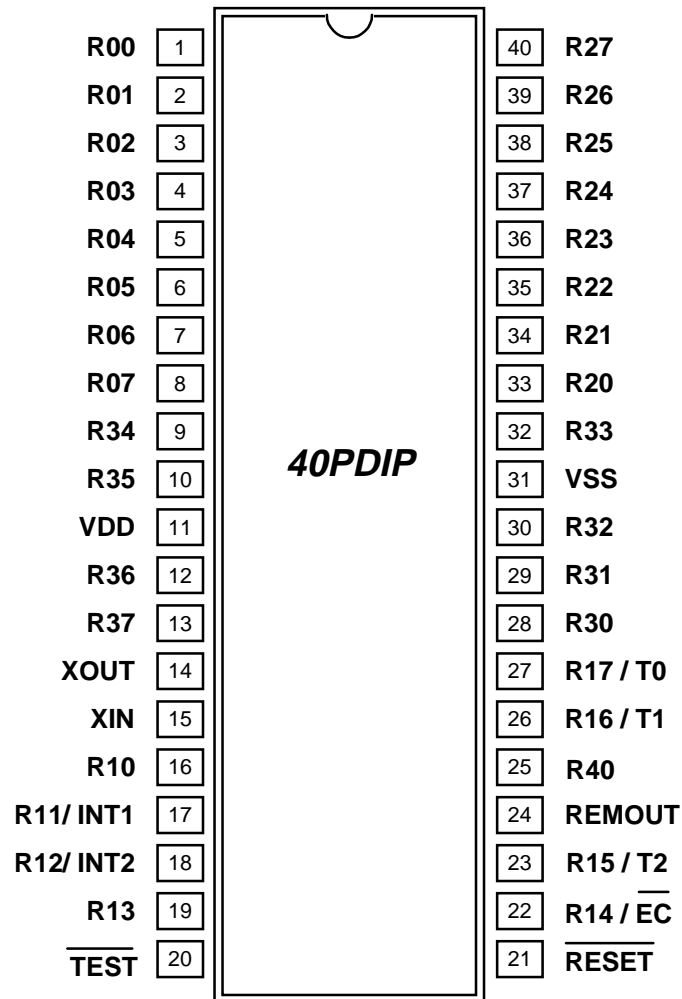 R00 1 40 R27
R01 2 39 R26
R02 3 38 R25
R03 4 37 R24
R04 5 36 R23
R05 6 35 R22
R06 7 34 R21
R07 8 33 R20
R34 9 32 R33
40PDIP
R35 10 31 VSS
VDD 11 30 R32
R36 12 29 R31
R37 13 28 R30
XOUT 14 27 R17 / T0
XIN 15 26 R16 / T1
R10 16 25 R40
R11/ INT1 17 24 REMOUT
R12/ INT2 18 23 R15 / T2
R13 19 22 R14 / E̅C̅
T̅E̅S̅T̅ 20 21 R̅E̅S̅E̅T̅